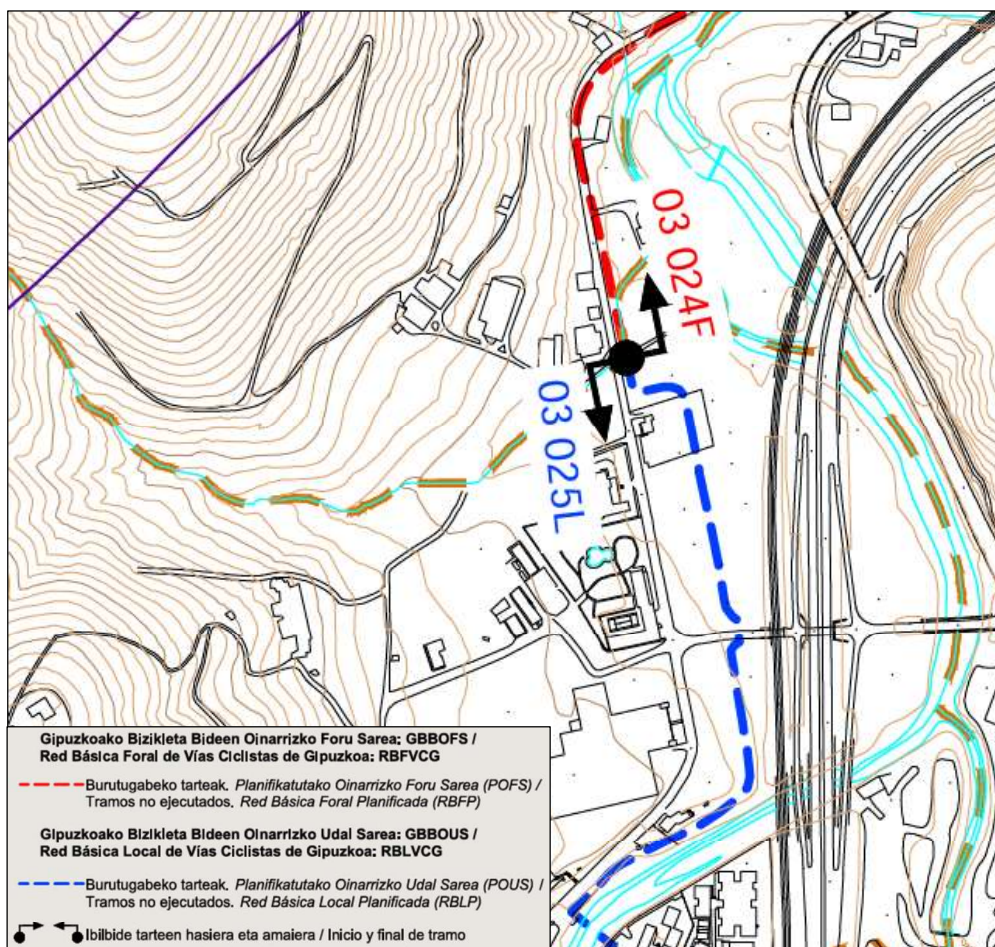 03 024F
03 025L
Gipuzkoako Bizikleta Bideen Oinarrizko Foru Sarea: GBBOFS /
Red Básica Foral de Vías Ciclistas de Gipuzkoa: RBFVCG
Burutugabeko tarteak. Planifikatutako Oinarrizko Foru Sarea (POFS) /
Tramos no ejecutados. Red Básica Foral Planificada (RBFP)
Gipuzkoako Bizikleta Bideen Oinarrizko Udal Sarea: GBBOUS /
Red Básica Local de Vías Ciclistas de Gipuzkoa: RBLVCG
Burutugabeko tarteak. Planifikatutako Oinarrizko Udal Sarea (POUS) /
Tramos no ejecutados. Red Básica Local Planificada (RBLP)
Ibilbide tarteen hasiera eta amaiera / Inicio y final de tramo